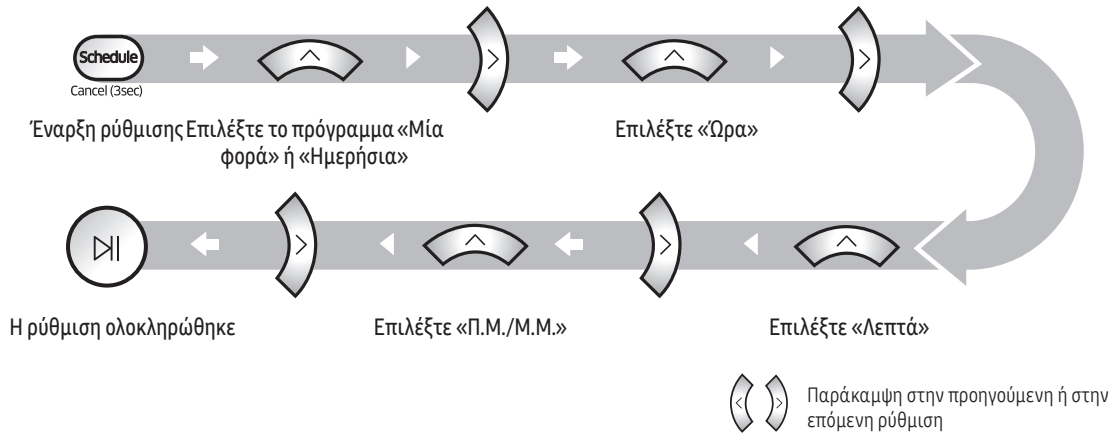 Schedule
Cancel (3sec)
Έναρξη ρύθμισης
Επιλέξτε το πρόγραμμα «Μία
φορά» ή «Ημερήσια»
Επιλέξτε «Ώρα»
Επιλέξτε «Λεπτά»
Επιλέξτε «Π.Μ./Μ.Μ.»
Η ρύθμιση ολοκληρώθηκε
Παράκαμψη στην προηγούμενη ή στην
επόμενη ρύθμιση